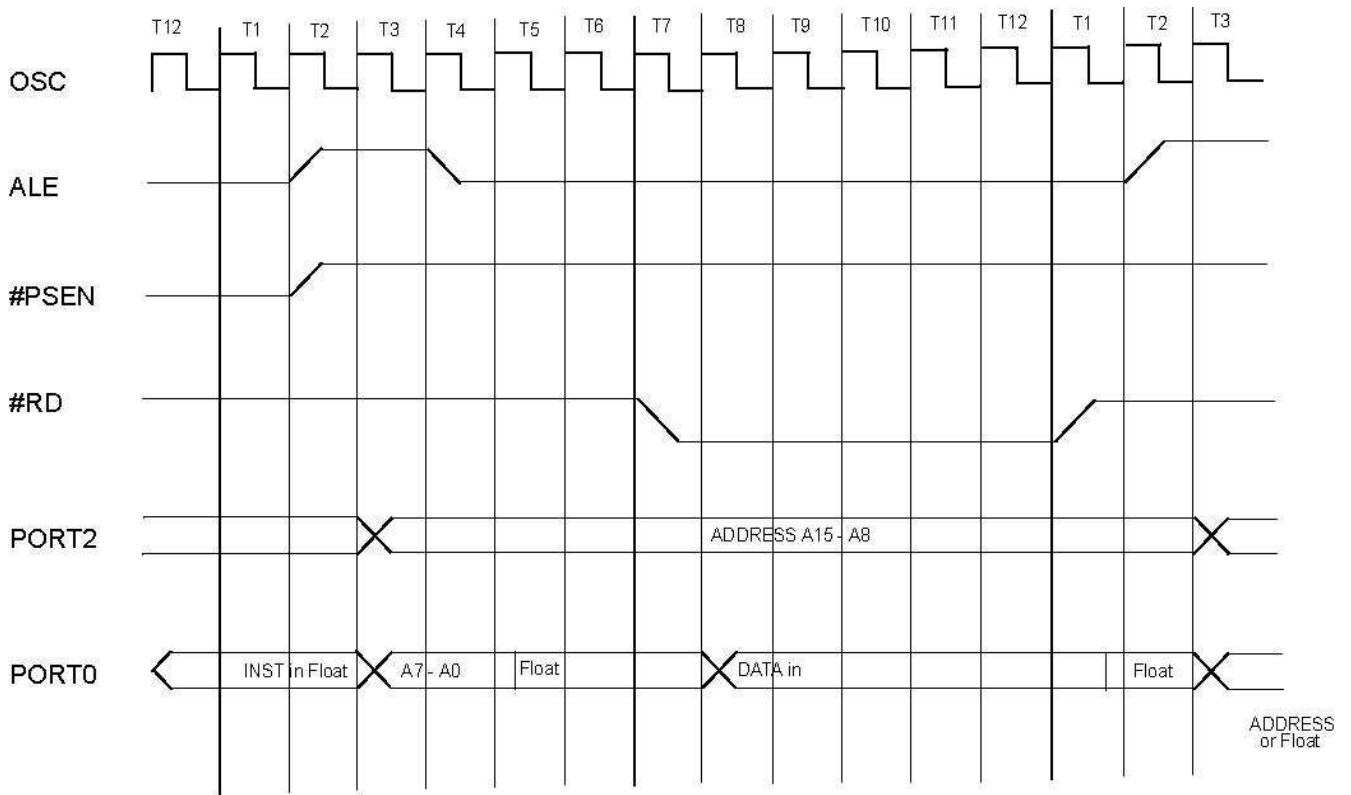 T12 T1 T2 T3 T4 T5 T6 T7 T8 T9 T10 T11 T12 T1 T2 T3
OSC
ALE
#PSEN
#RD
PORT2 ADDRESS A15 - A8
PORT0 INST in Float A7 - A0 Float DATA in Float
ADDRESS
or Float